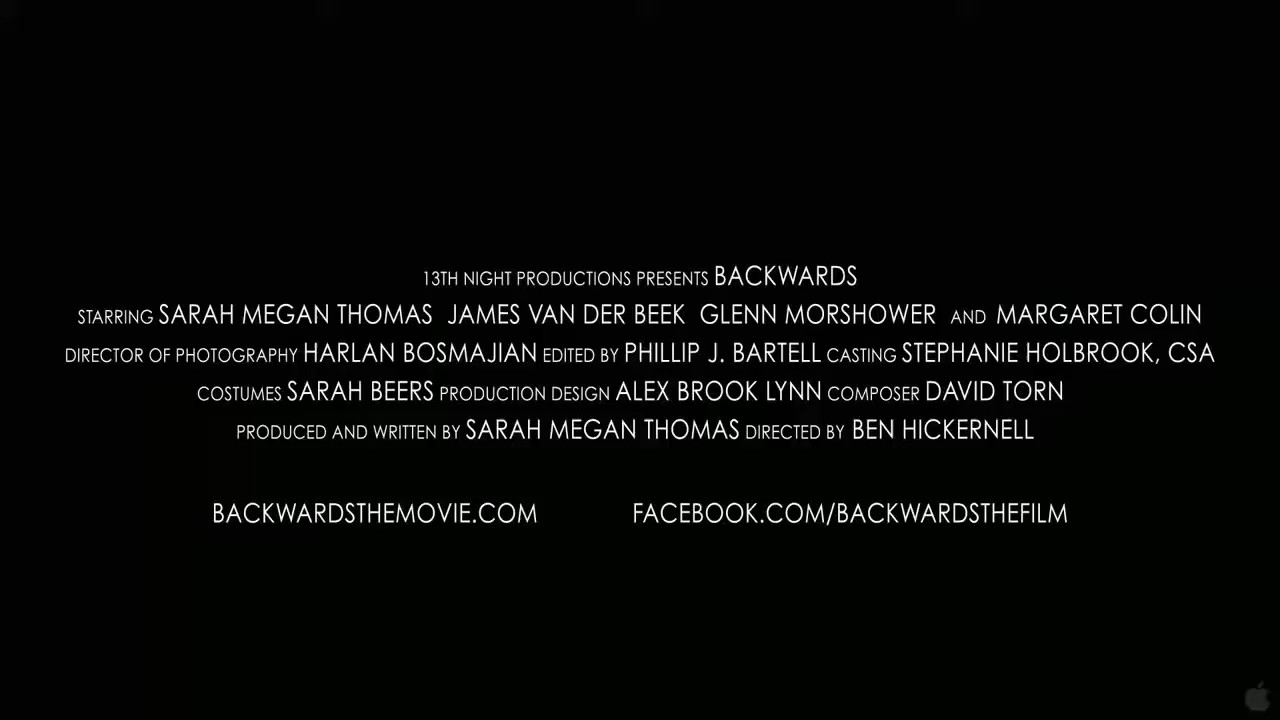 13TH NIGHT PRODUCTIONS PRESENTS BACKWARDS
STARRING SARAH MEGAN THOMAS JAMES VAN DER BEEK GLENN MORSHOWER AND MARGARET COLIN
DIRECTOR OF PHOTOGRAPHY HARLAN BOSMAJIAN EDITED BY PHILLIP J. BARTELL CASTING STEPHANIE HOLBROOK, CSA
COSTUMES SARAH BEERS PRODUCTION DESIGN ALEX BROOK LYNN COMPOSER DAVID TORN
PRODUCED AND WRITTEN BY SARAH MEGAN THOMAS DIRECTED BY BEN HICKERNELL
BACKWARDSTHEMOVIE.COM FACEBOOK.COM/BACKWARDSTHEFILM